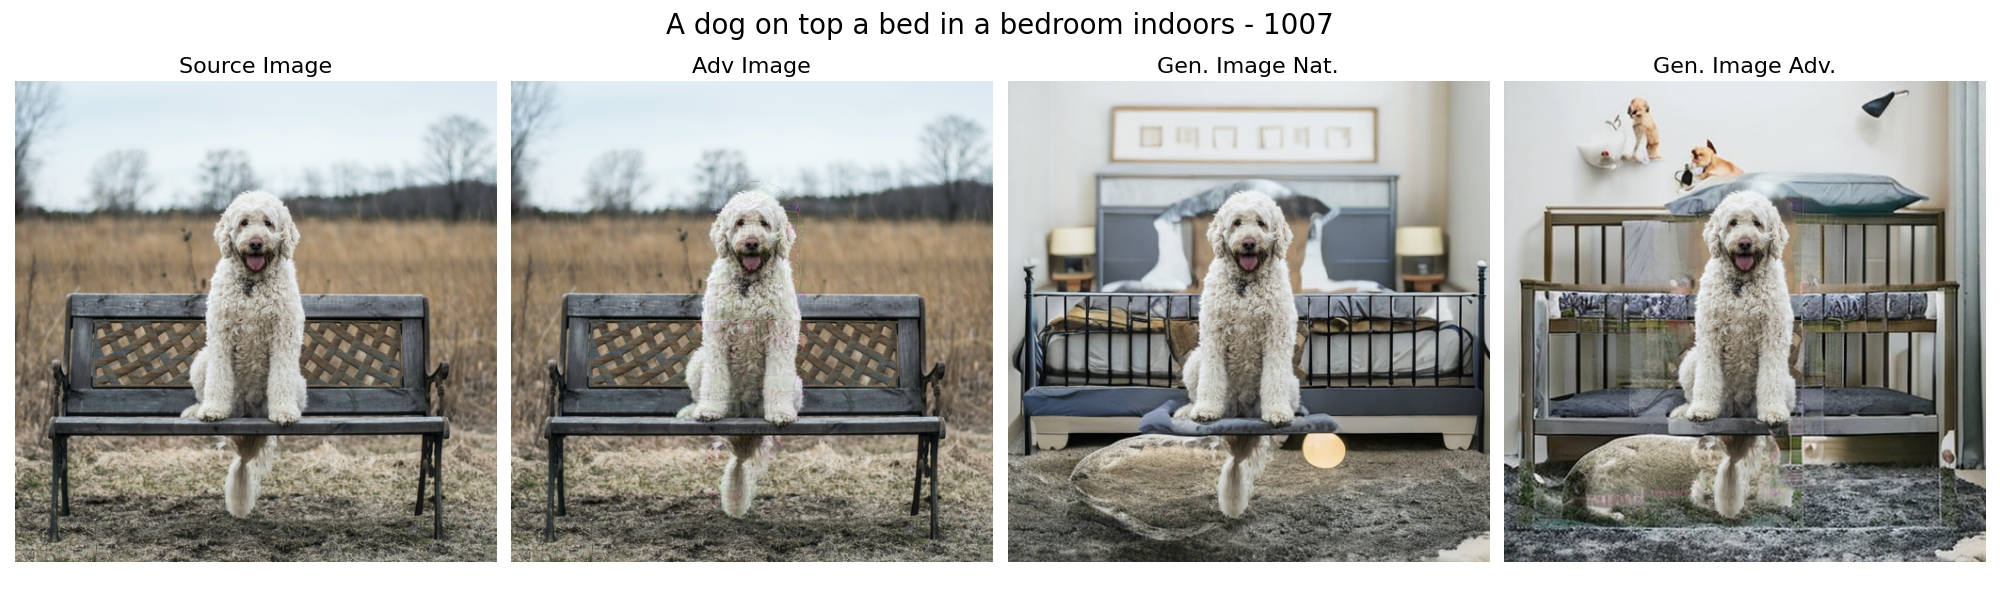 A dog on top a bed in a bedroom indoors - 1007
Source Image
Adv Image
Gen. Image Nat.
Gen. Image Adv.